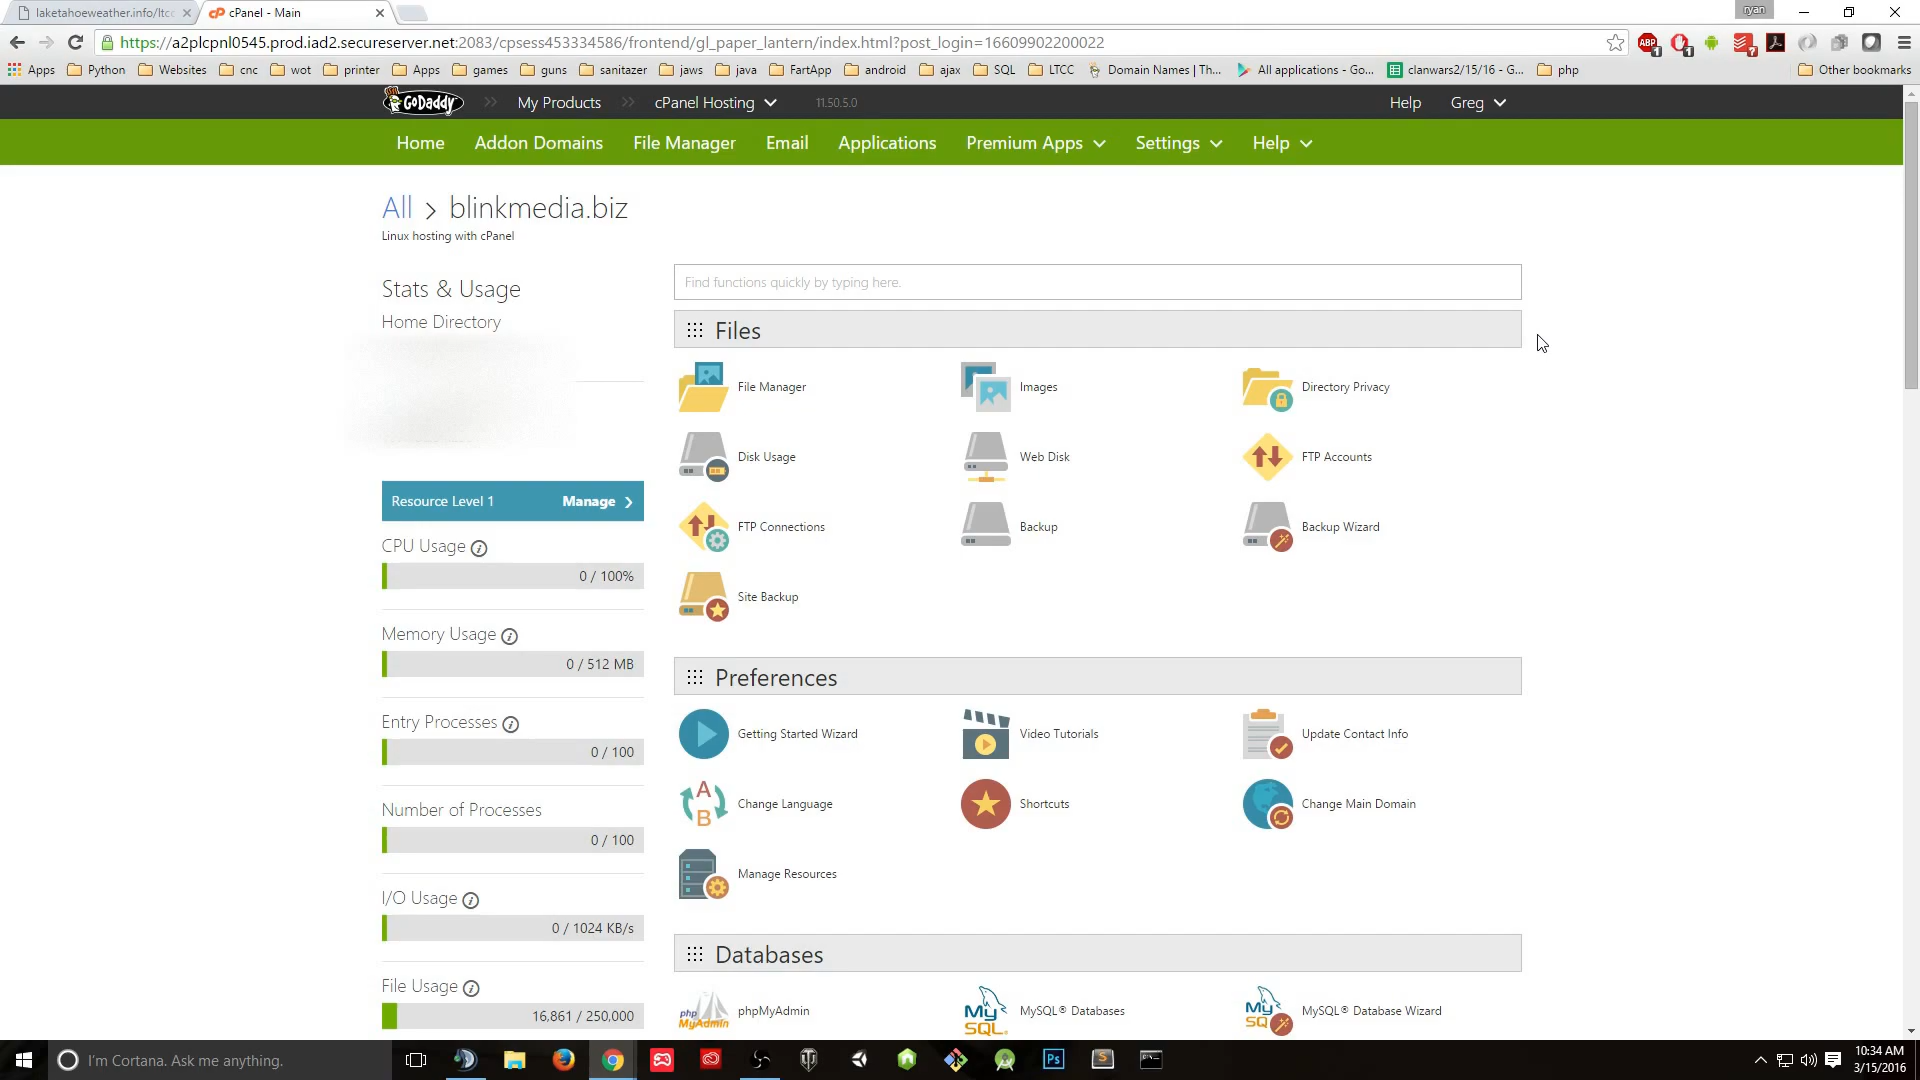 laketahoeweather.info/ltcc
cPanel - Main
ryan
https://a2plcpnl0545.prod.iad2.secureserver.net:2083/cpsess453334586/frontend/gl_paper_lantern/index.html?post_login=16609902200022
Apps Python Websites cnc wot printer Apps games guns sanitazer jaws java FartApp android ajax SQL LTCC Domain Names | Th... All applications - Go... clanwars2/15/16 - G... php Other bookmarks
GoDaddy My Products cPanel Hosting 11.50.5.0 Help Greg
Home Addon Domains File Manager Email Applications Premium Apps Settings Help
All > blinkmedia.biz
Linux hosting with cPanel
Stats & Usage
Home Directory
Resource Level 1 Manage
CPU Usage
0 / 100%
Memory Usage
0 / 512 MB
Entry Processes
0 / 100
Number of Processes
0 / 100
I/O Usage
0 / 1024 KB/s
File Usage
16,861 / 250,000
Find functions quickly by typing here.
Files
File Manager Images Directory Privacy
Disk Usage Web Disk FTP Accounts
FTP Connections Backup Backup Wizard
Site Backup
Preferences
Getting Started Wizard Video Tutorials Update Contact Info
Change Language Shortcuts Change Main Domain
Manage Resources
Databases
phpMyAdmin MySQL® Databases MySQL® Database Wizard
I'm Cortana. Ask me anything.
10:34 AM
3/15/2016